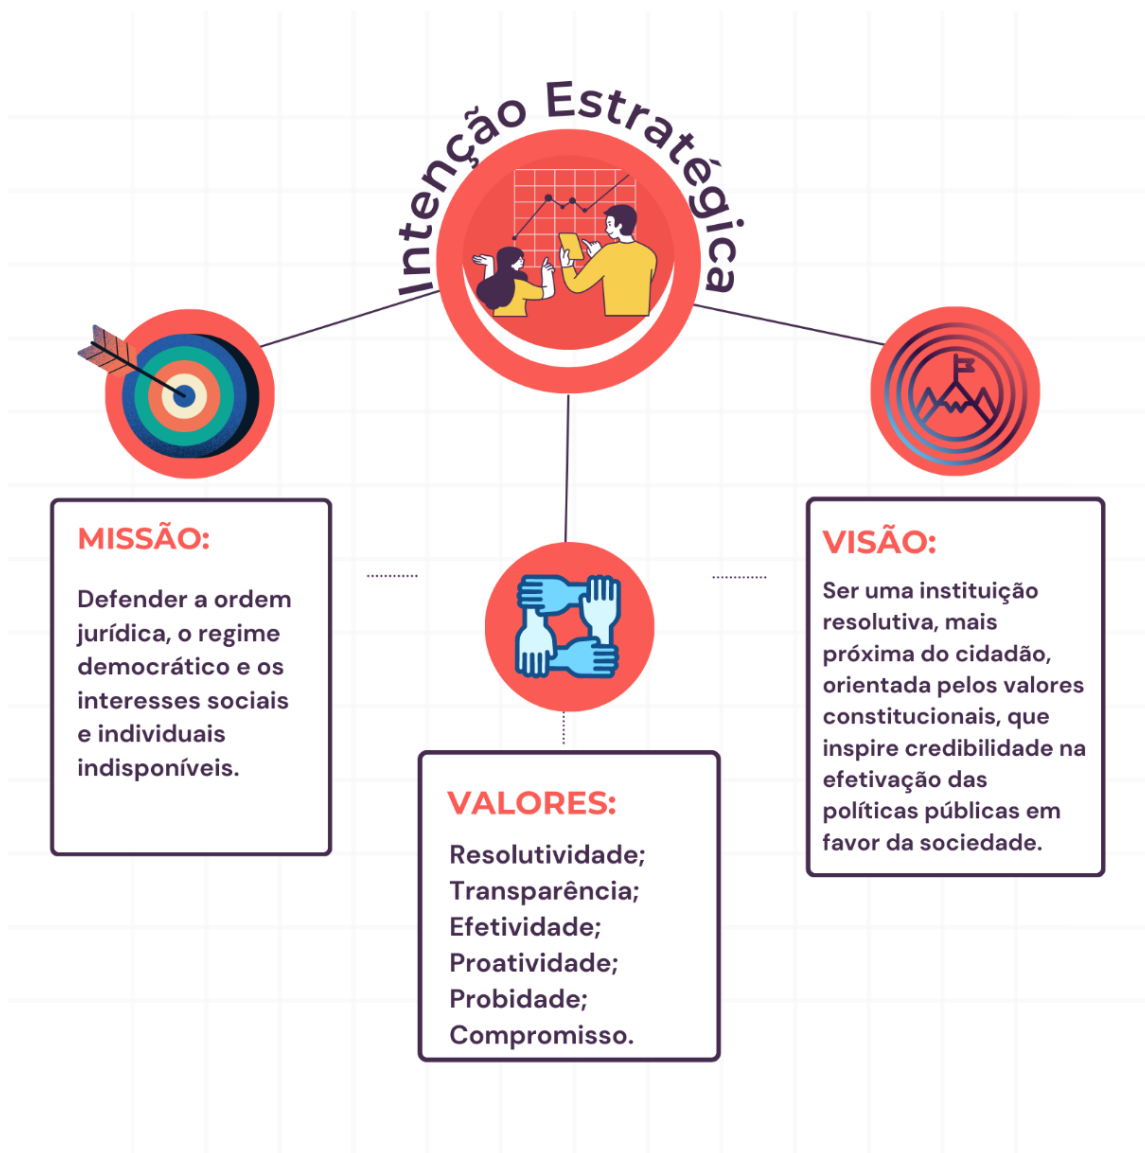 Intenção Estratégica
MISSÃO:
Defender a ordem
jurídica, o regime
democrático e os
interesses sociais
e individuais
indisponíveis.
VALORES:
Resolutividade;
Transparência;
Efetividade;
Proatividade;
Probidade;
Compromisso.
VISÃO:
Ser uma instituição
resolutiva, mais
próxima do cidadão,
orientada pelos valores
constitucionais, que
inspire credibilidade na
efetivação das
políticas públicas em
favor da sociedade.